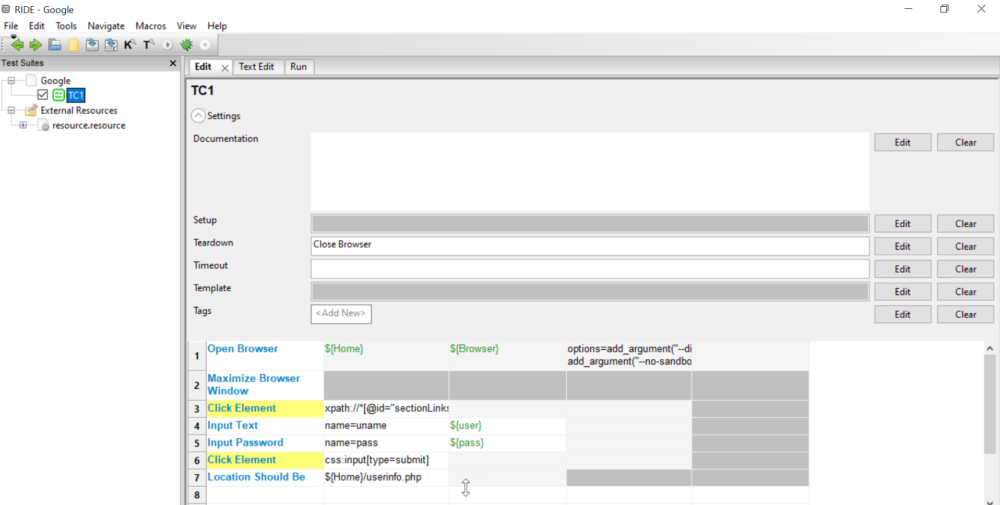 RIDE - Google
File Edit Tools Navigate Macros View Help
K T
Test Suites
Google
TC1
External Resources
resource.resource
Edit Text Edit Run
TC1
Settings
Documentation Edit Clear
Setup Edit Clear
Teardown Close Browser Edit Clear
Timeout Edit Clear
Template Edit Clear
Tags <Add New> Edit Clear
1 Open Browser ${Home} ${Browser} options=add_argument("--di
add_argument("--no-sandbo
2 Maximize Browser
Window
3 Click Element xpath://*[@id="sectionLinks
4 Input Text name=uname ${user}
5 Input Password name=pass ${pass}
6 Click Element css:input[type=submit]
7 Location Should Be ${Home}/userinfo.php
8